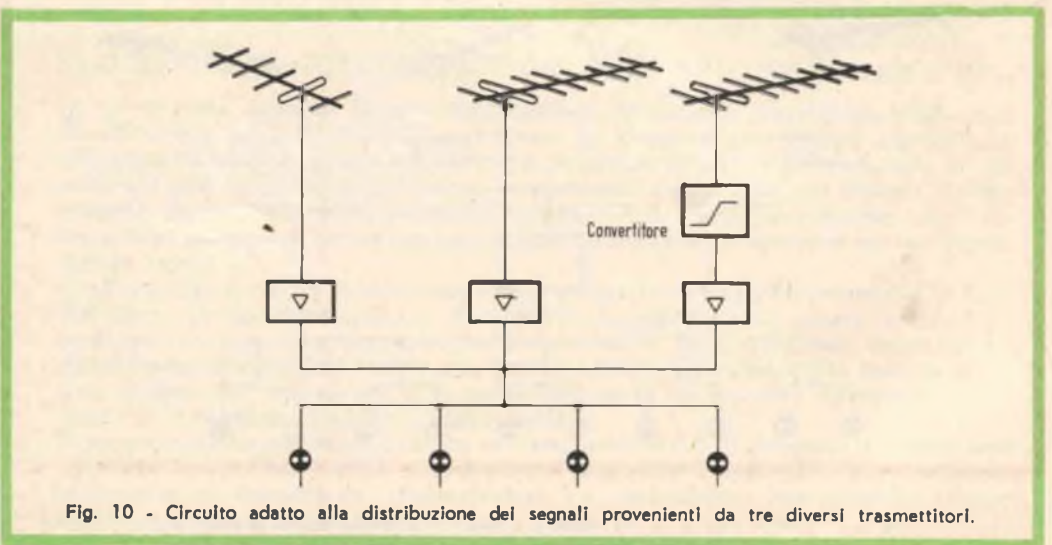 Convertitore
Fig. 10 - Circuito adatto alla distribuzione dei segnali provenienti da tre diversi trasmettitori.